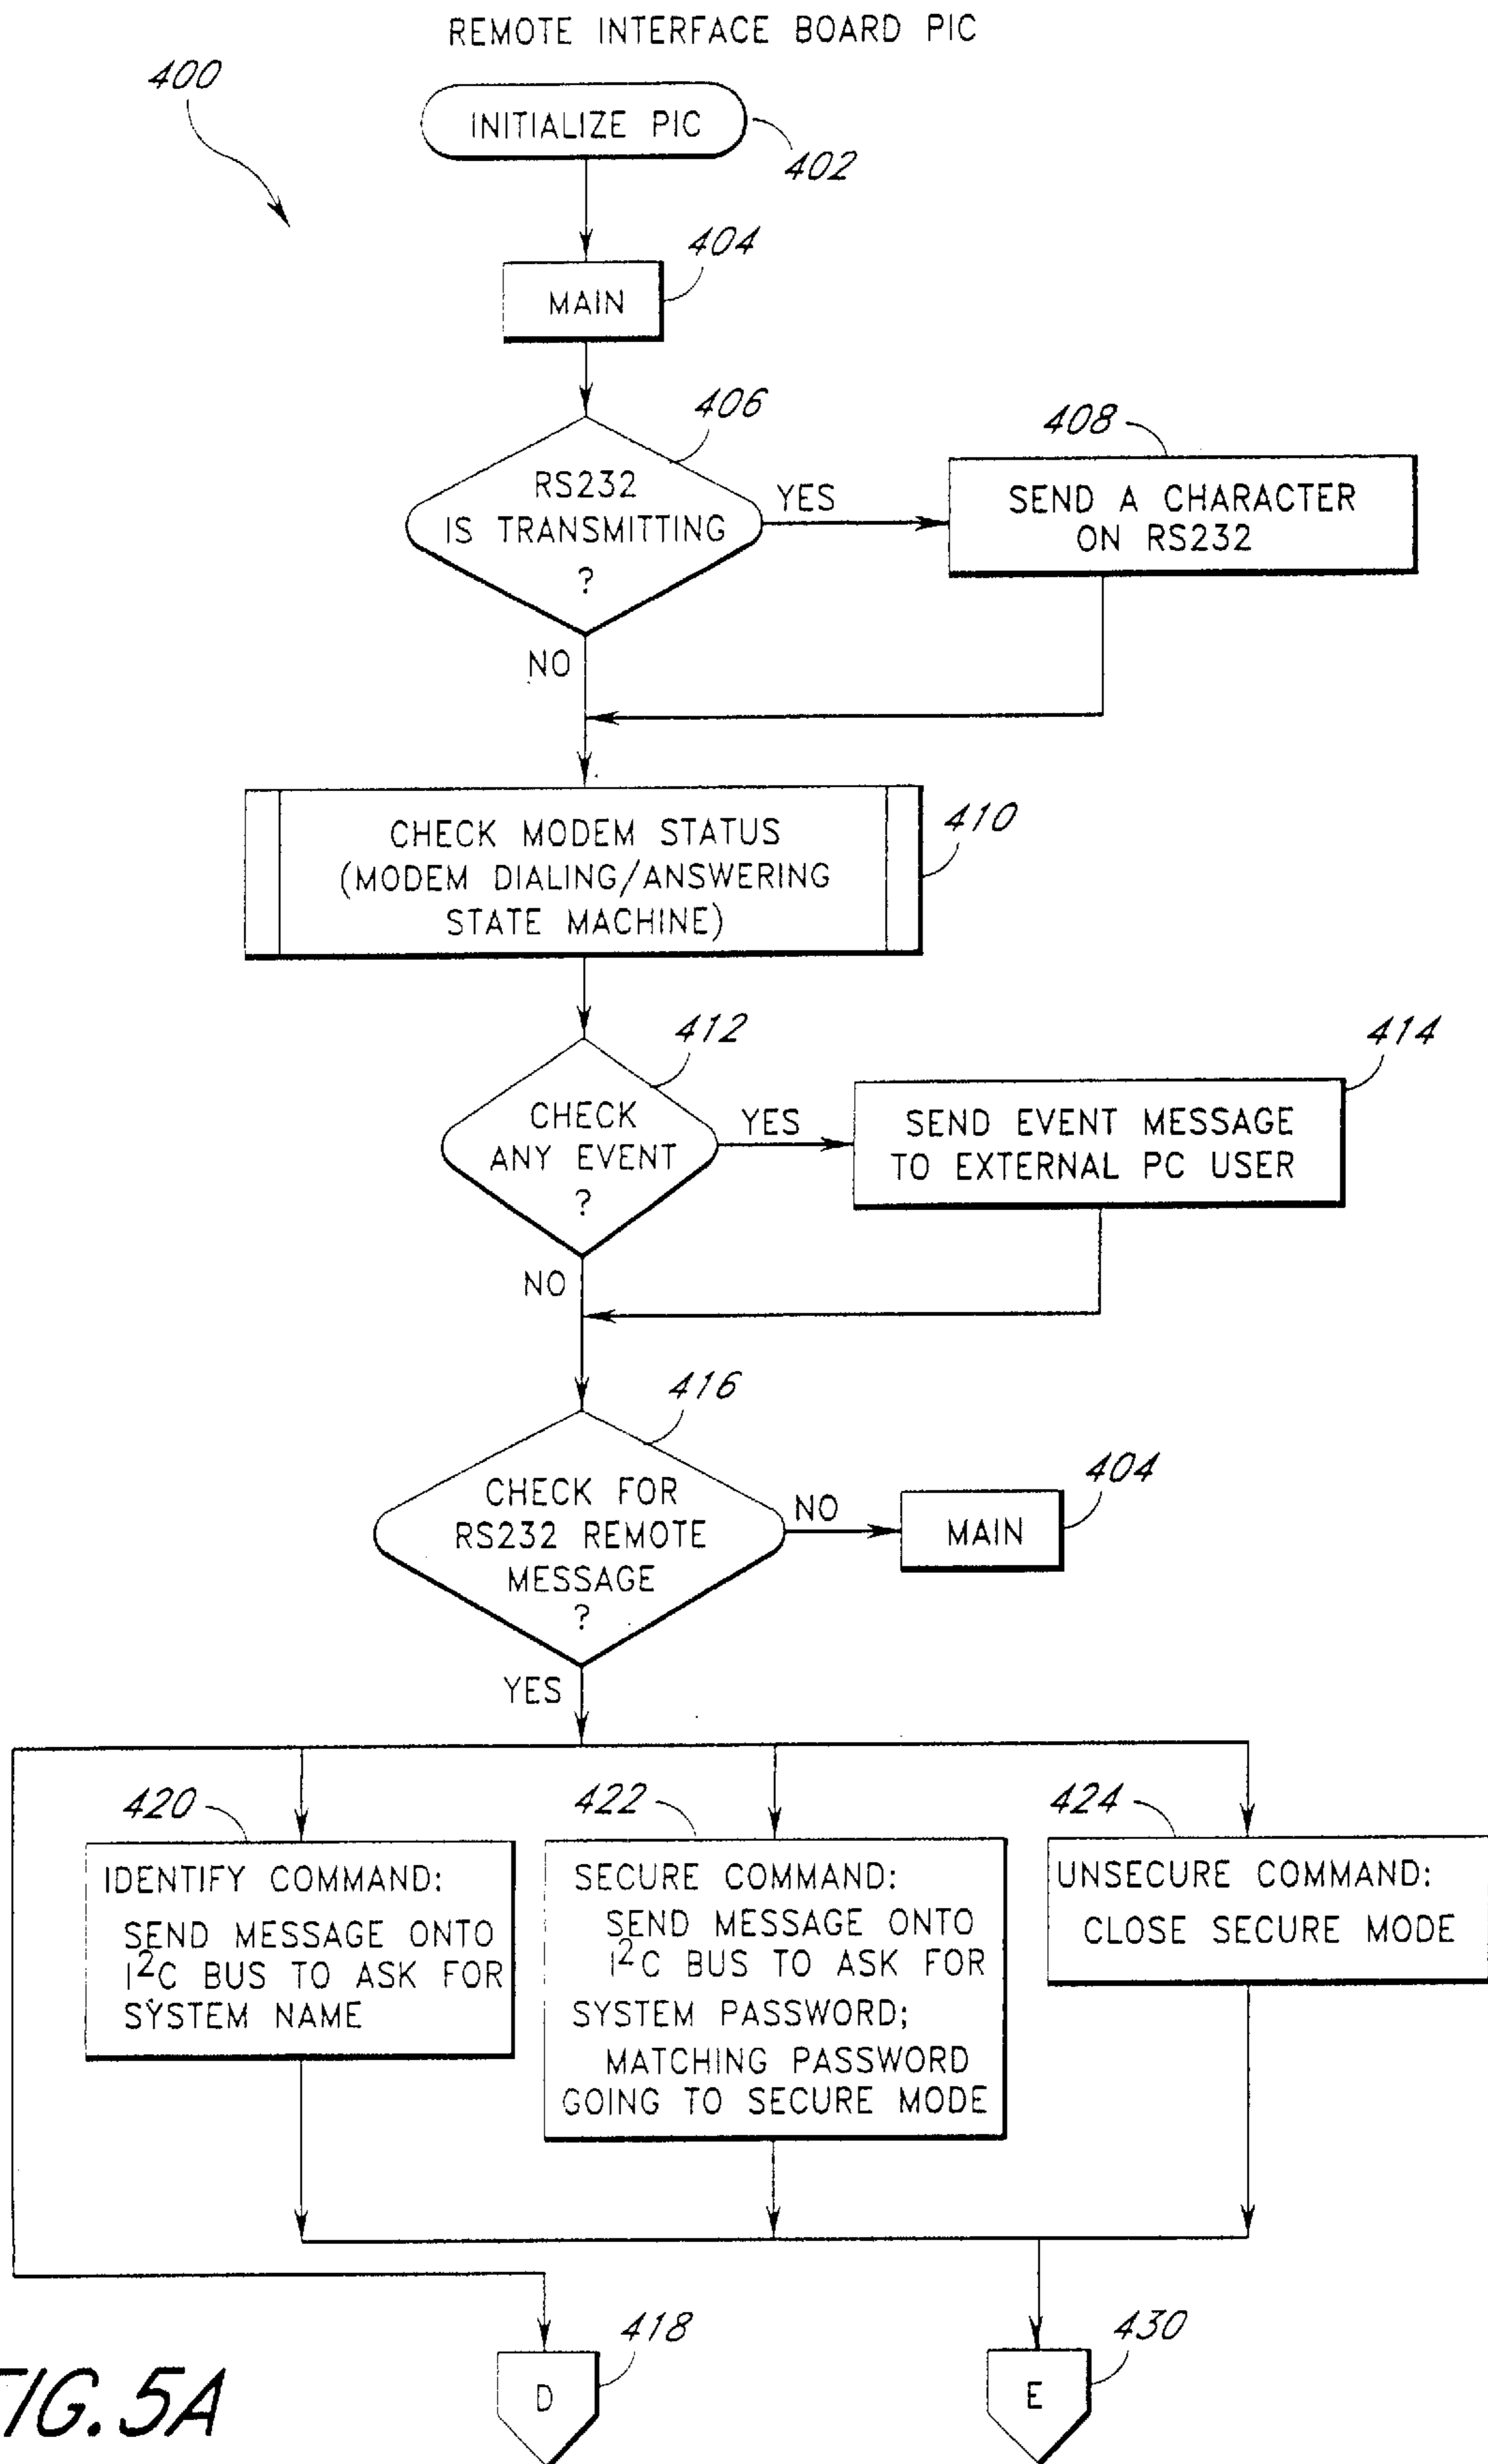 REMOTE INTERFACE BOARD PIC
400
INITIALIZE PIC
402
404
MAIN
406
RS232
IS TRANSMITTING
?
YES
408
SEND A CHARACTER
ON RS232
NO
CHECK MODEM STATUS
(MODEM DIALING/ANSWERING
STATE MACHINE)
410
412
CHECK
ANY EVENT
?
YES
414
SEND EVENT MESSAGE
TO EXTERNAL PC USER
NO
416
CHECK FOR
RS232 REMOTE
MESSAGE
?
NO
404
MAIN
YES
420
IDENTIFY COMMAND:
SEND MESSAGE ONTO
I²C BUS TO ASK FOR
SYSTEM NAME
422
SECURE COMMAND:
SEND MESSAGE ONTO
I²C BUS TO ASK FOR
SYSTEM PASSWORD;
MATCHING PASSWORD
GOING TO SECURE MODE
424
UNSECURE COMMAND:
CLOSE SECURE MODE
418
D
430
E
FIG. 5A